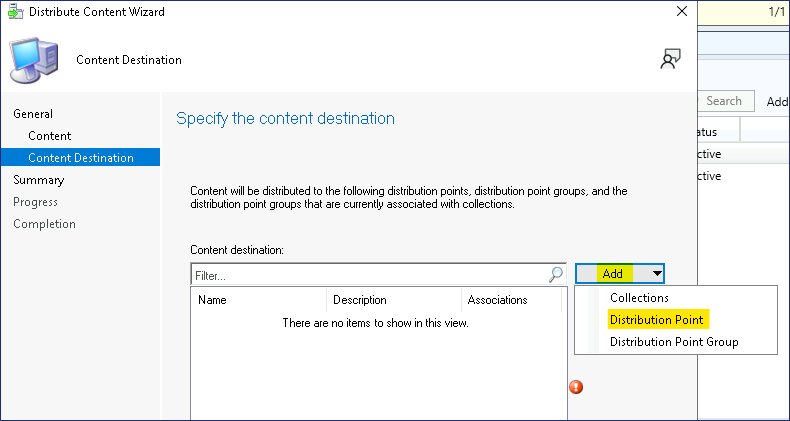 Distribute Content Wizard
1/1
Content Destination
General
Content
Content Destination
Summary
Progress
Completion
Specify the content destination
Content will be distributed to the following distribution points, distribution point groups, and the
distribution point groups that are currently associated with collections.
Content destination:
Filter...
Add
Name Description Associations
There are no items to show in this view.
Collections
Distribution Point
Distribution Point Group
Search Add
atus
ctive
ctive